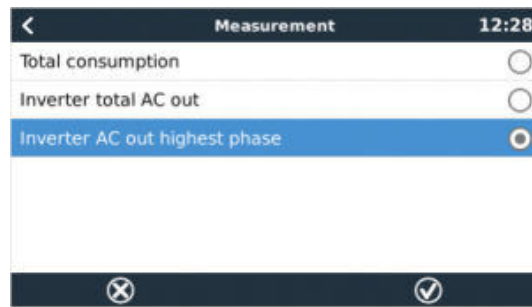 Measurement 12:28
Total consumption
Inverter total AC out
Inverter AC out highest phase